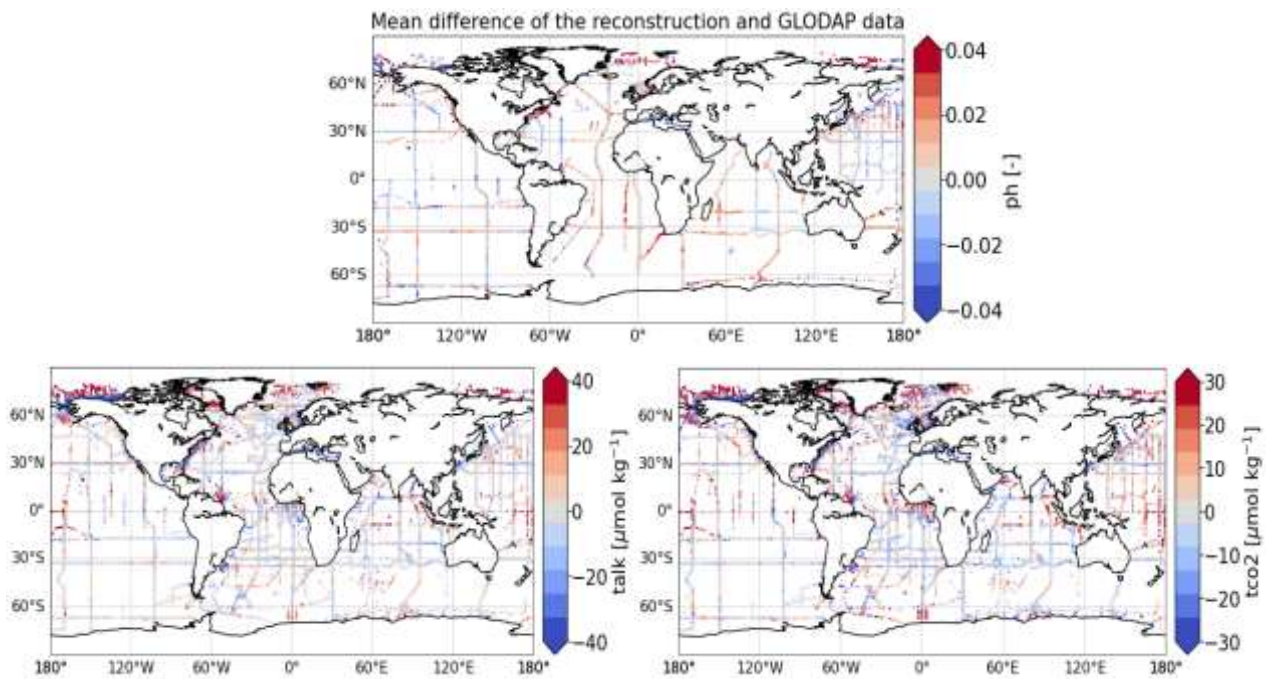 Mean difference of the reconstruction and GLODAP data
60°N
30°N
0°
30°S
60°S
180° 120°W 60°W 0° 60°E 120°E 180°
0.04
0.02
0.00
−0.02
−0.04
ph [-]
60°N
30°N
0°
30°S
60°S
180° 120°W 60°W 0° 60°E 120°E 180°
40
20
0
−20
−40
talk [μmol kg⁻¹]
60°N
30°N
0°
30°S
60°S
180° 120°W 60°W 0° 60°E 120°E 180°
30
20
10
0
−10
−20
−30
tco2 [μmol kg⁻¹]